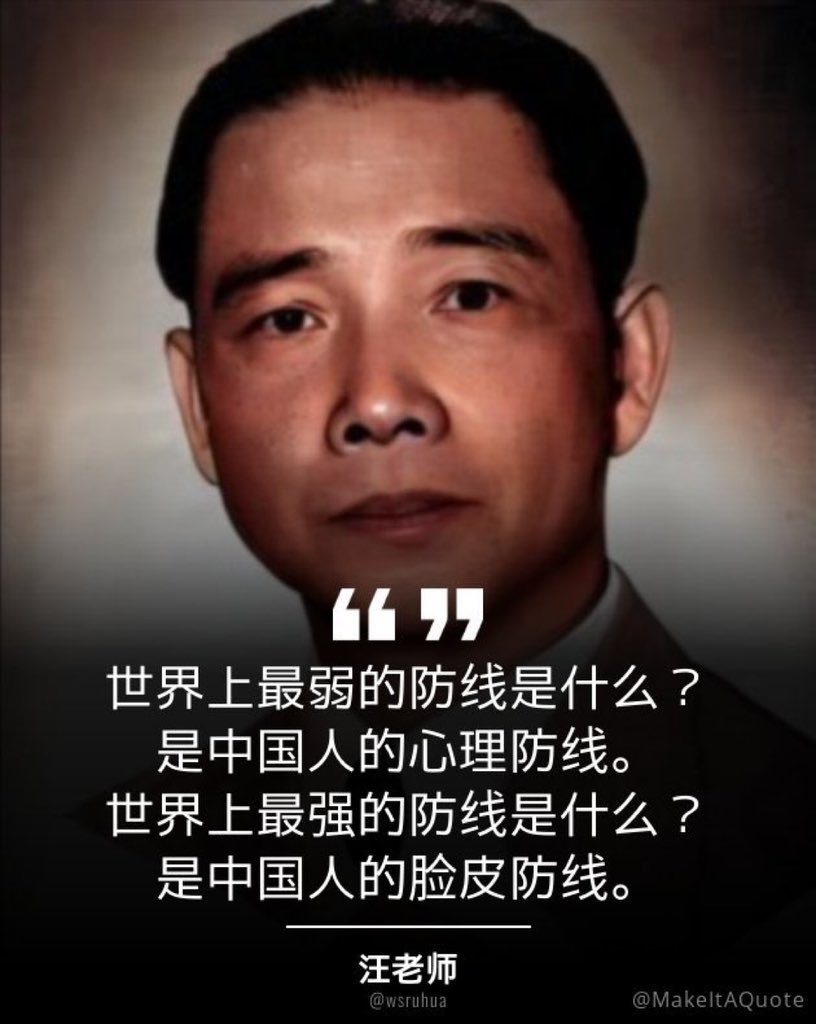 ❝ ❞
世界上最弱的防线是什么？
是中国人的心理防线。
世界上最强的防线是什么？
是中国人的脸皮防线。
汪老师
@wsruhua
@MakeItAQuote